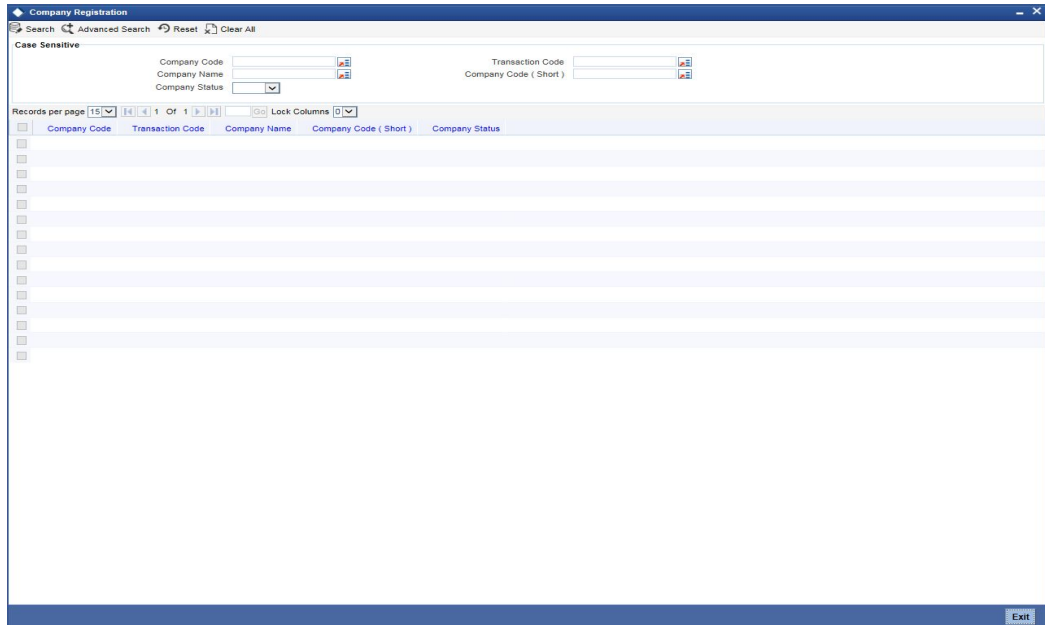 Company Registration
Search Advanced Search Reset Clear All
Case Sensitive
Company Code Transaction Code
Company Name Company Code ( Short )
Company Status
Records per page 15 1 Of 1 Go Lock Columns 0
Company Code Transaction Code Company Name Company Code ( Short ) Company Status
Exit